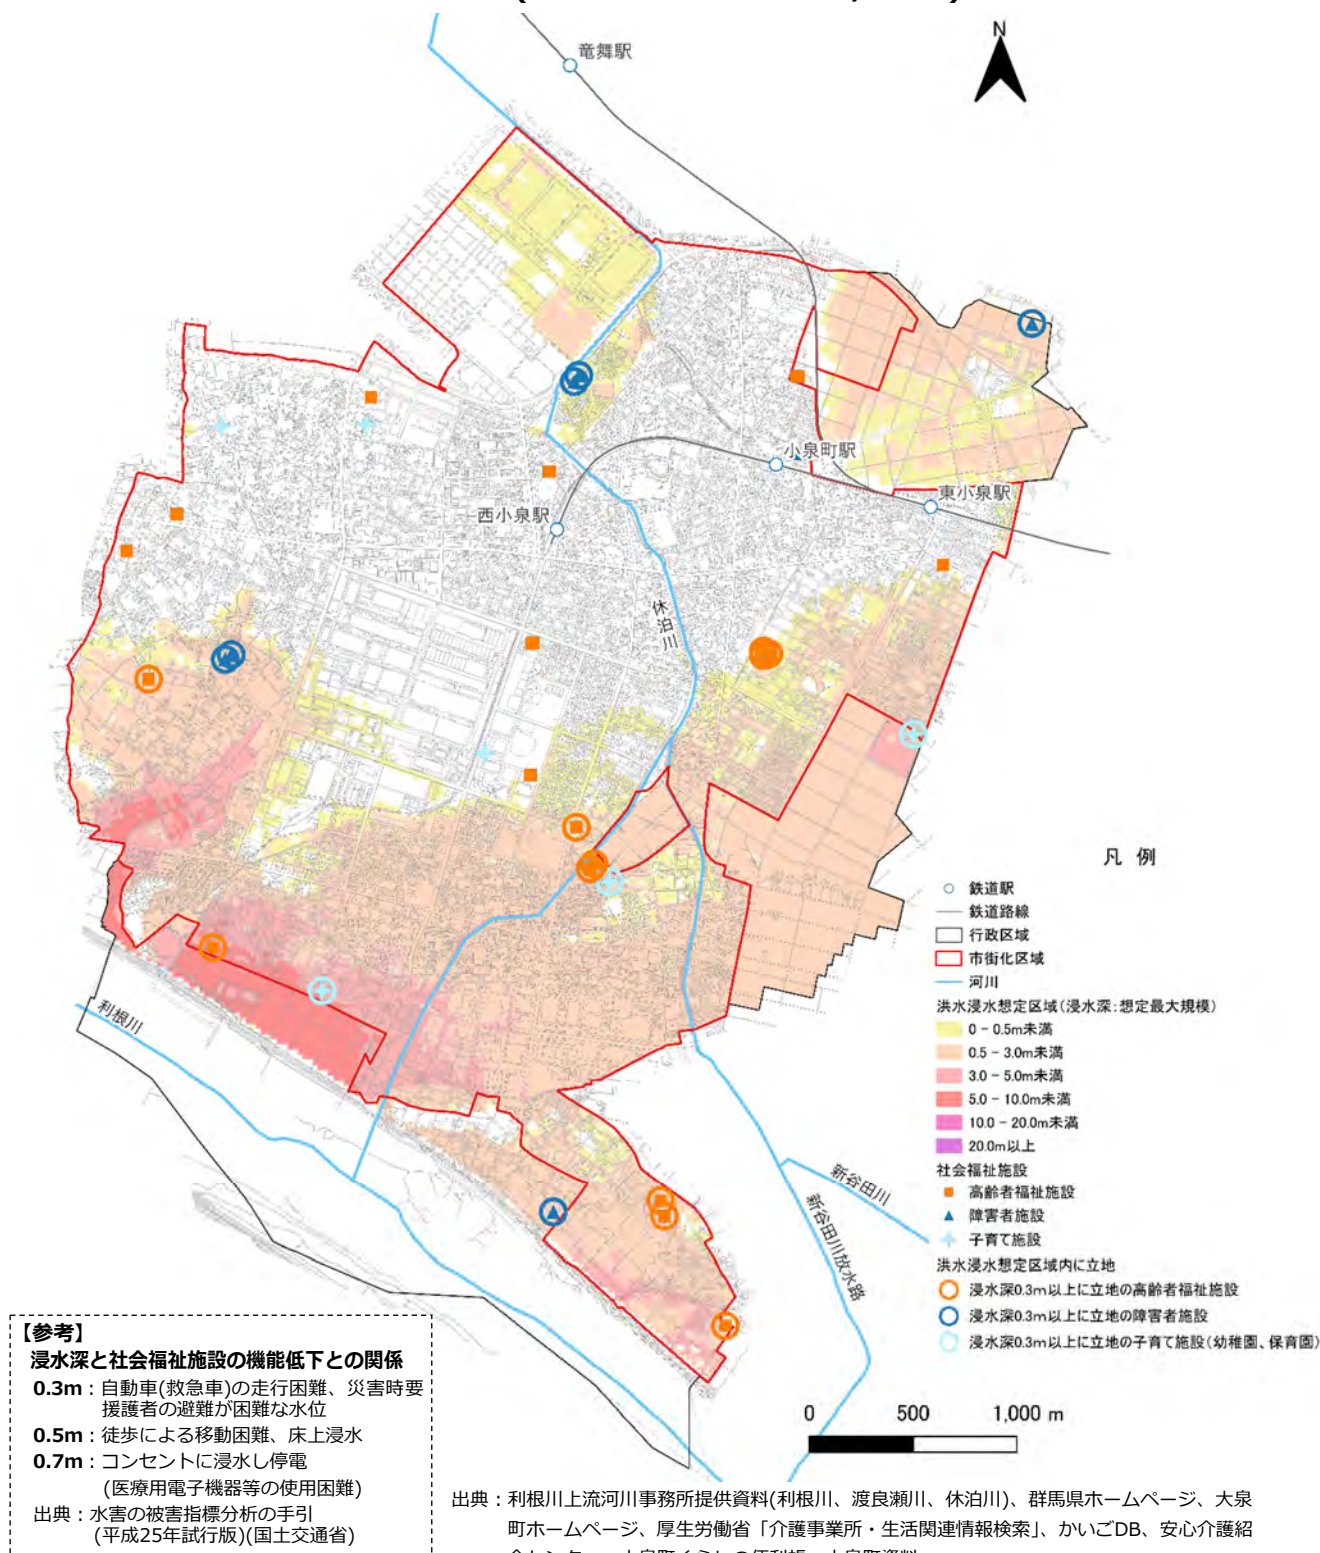 N
竜舞駅
小泉町駅
東小泉駅
西小泉駅
休泊川
利根川
新谷田川
新谷田川放水路
凡 例
鉄道駅
鉄道路線
行政区域
市街化区域
河川
洪水浸水想定区域(浸水深:想定最大規模)
0 - 0.5m未満
0.5 - 3.0m未満
3.0 - 5.0m未満
5.0 - 10.0m未満
10.0 - 20.0m未満
20.0m以上
社会福祉施設
高齢者福祉施設
障害者施設
子育て施設
洪水浸水想定区域内に立地
浸水深0.3m以上に立地の高齢者福祉施設
浸水深0.3m以上に立地の障害者施設
浸水深0.3m以上に立地の子育て施設(幼稚園、保育園)
0 500 1,000 m
【参考】
浸水深と社会福祉施設の機能低下との関係
0.3m：自動車(救急車)の走行困難、災害時要
援護者の避難が困難な水位
0.5m：徒歩による移動困難、床上浸水
0.7m：コンセントに浸水し停電
(医療用電子機器等の使用困難)
出典：水害の被害指標分析の手引
(平成25年試行版)(国土交通省)
出典：利根川上流河川事務所提供資料(利根川、渡良瀬川、休泊川)、群馬県ホームページ、大泉
町ホームページ、厚生労働省「介護事業所・生活関連情報検索」、かいごDB、安心介護紹